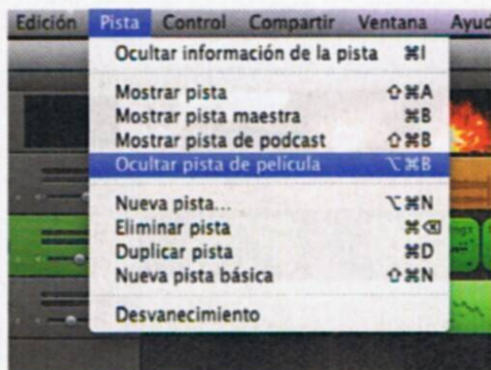 Edición Pista Control Compartir Ventana Ayud
Ocultar información de la pista ⌘I
Mostrar pista ⇧⌘A
Mostrar pista maestra ⌘B
Mostrar pista de podcast ⇧⌘B
Ocultar pista de película ⌥⌘B
Nueva pista... ⌥⌘N
Eliminar pista ⌘⌫
Duplicar pista ⌘D
Nueva pista básica ⇧⌘N
Desvanecimiento